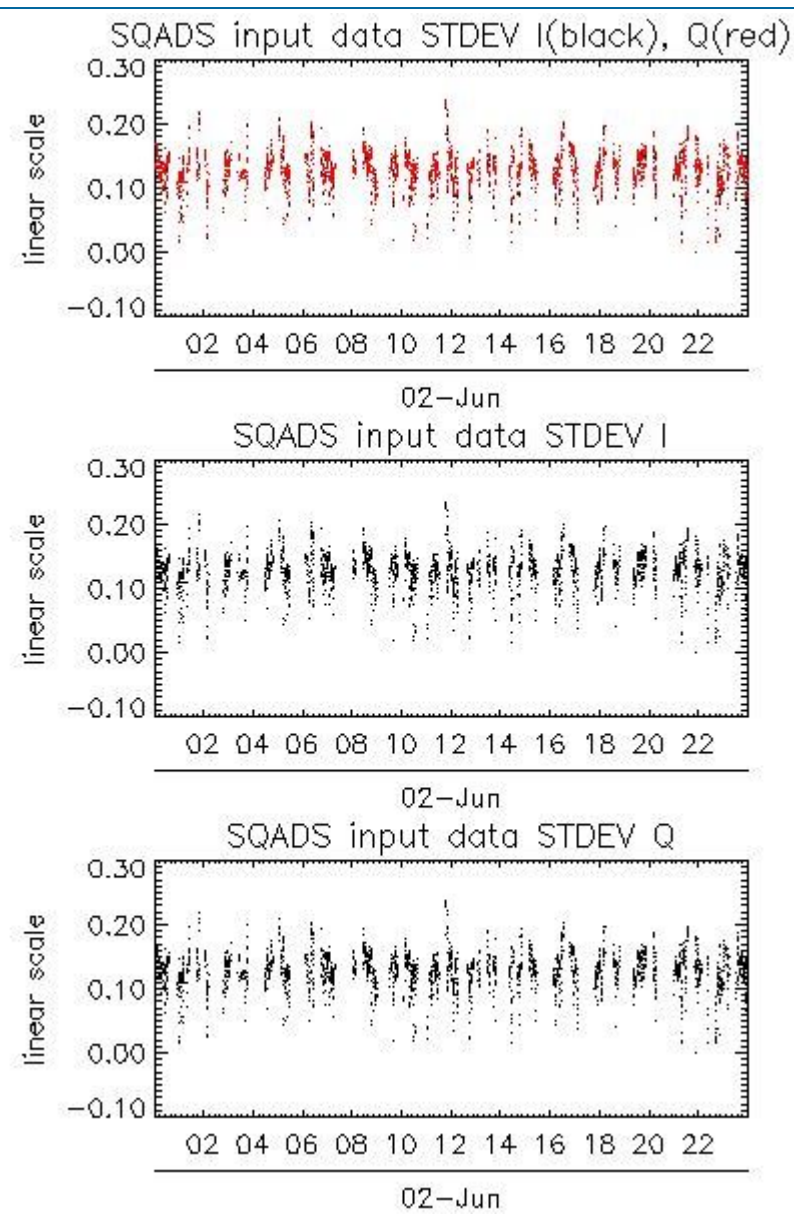 SQADS input data STDEV I(black), Q(red)
0.30
0.20
0.10
0.00
−0.10
linear scale
02 04 06 08 10 12 14 16 18 20 22
02−Jun
SQADS input data STDEV I
0.30
0.20
0.10
0.00
−0.10
linear scale
02 04 06 08 10 12 14 16 18 20 22
02−Jun
SQADS input data STDEV Q
0.30
0.20
0.10
0.00
−0.10
linear scale
02 04 06 08 10 12 14 16 18 20 22
02−Jun